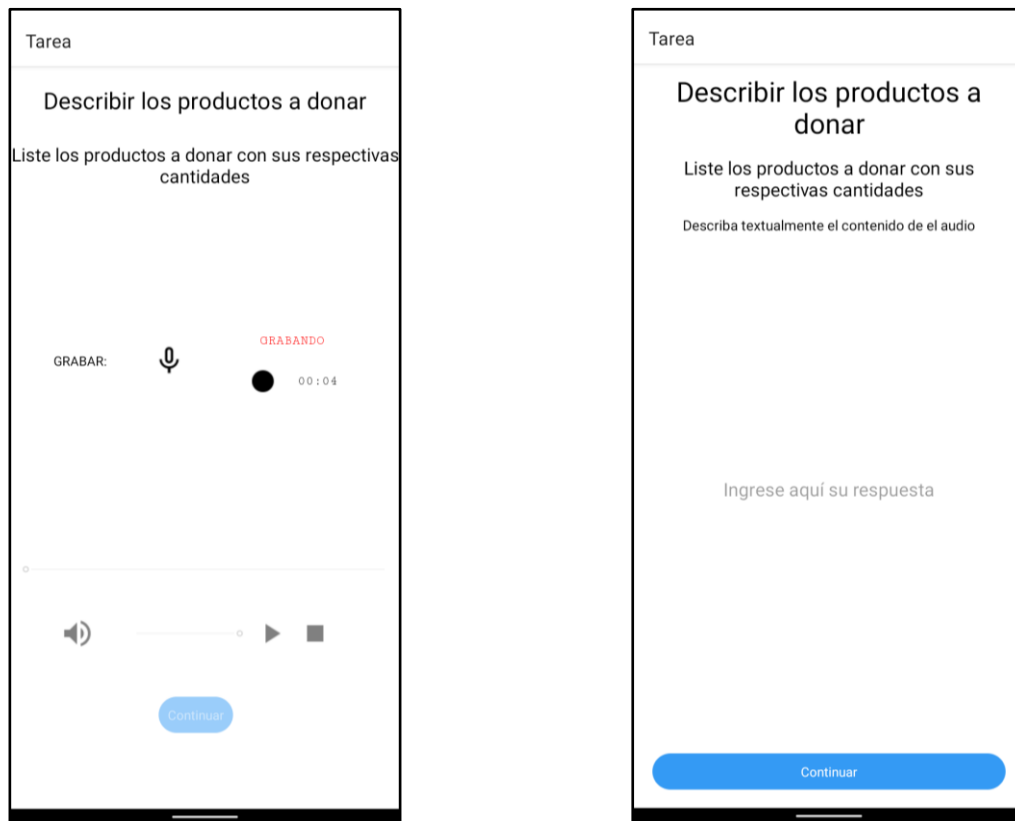 Tarea
Describir los productos a donar
Liste los productos a donar con sus respectivas
cantidades
GRABANDO
GRABAR:
00:04
Continuar
Tarea
Describir los productos a
donar
Liste los productos a donar con sus
respectivas cantidades
Describa textualmente el contenido de el audio
Ingrese aquí su respuesta
Continuar